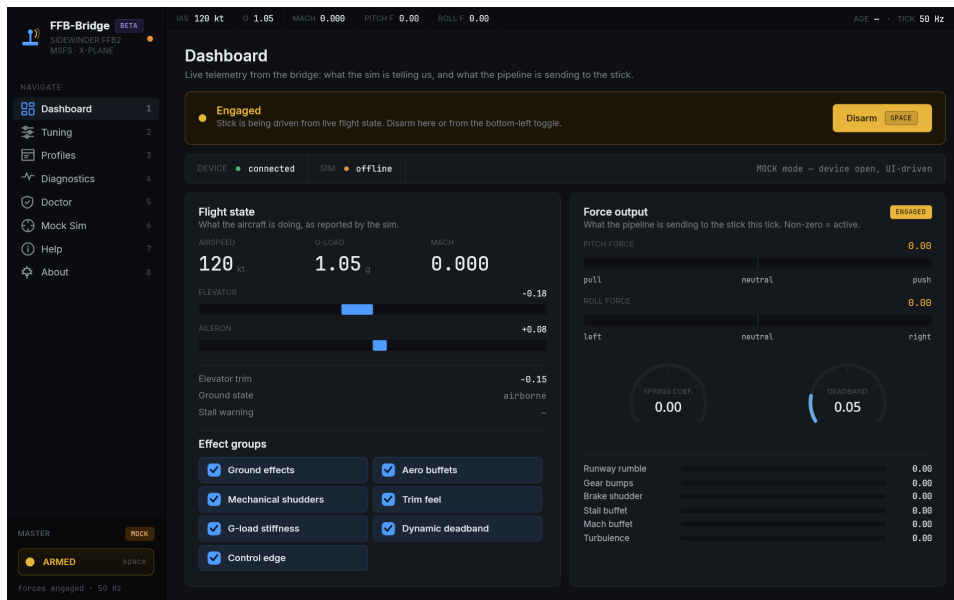 FFB-Bridge BETA
SIDEWINDER FFB2
MSFS · X-PLANE
NAVIGATE
Dashboard 1
Tuning 2
Profiles 3
Diagnostics 4
Doctor 5
Mock Sim 6
Help 7
About 8
MASTER MOCK
ARMED space
forces engaged · 50 Hz
IAS 120 kt G 1.05 MACH 0.000 PITCH F 0.00 ROLL F 0.00 AGE — · TICK 50 Hz
Dashboard
Live telemetry from the bridge: what the sim is telling us, and what the pipeline is sending to the stick.
Engaged
Stick is being driven from live flight state. Disarm here or from the bottom-left toggle.
Disarm SPACE
DEVICE connected SIM offline MOCK mode — device open, UI-driven
Flight state
What the aircraft is doing, as reported by the sim.
AIRSPEED G-LOAD MACH
120 kt 1.05 g 0.000
ELEVATOR -0.18
AILERON +0.08
Elevator trim -0.15
Ground state airborne
Stall warning —
Effect groups
Ground effects Aero buffets
Mechanical shudders Trim feel
G-load stiffness Dynamic deadband
Control edge
Force output ENGAGED
What the pipeline is sending to the stick this tick. Non-zero = active.
PITCH FORCE 0.00
pull neutral push
ROLL FORCE 0.00
left neutral right
SPRING COEF. DEADBAND
0.00 0.05
Runway rumble 0.00
Gear bumps 0.00
Brake shudder 0.00
Stall buffet 0.00
Mach buffet 0.00
Turbulence 0.00